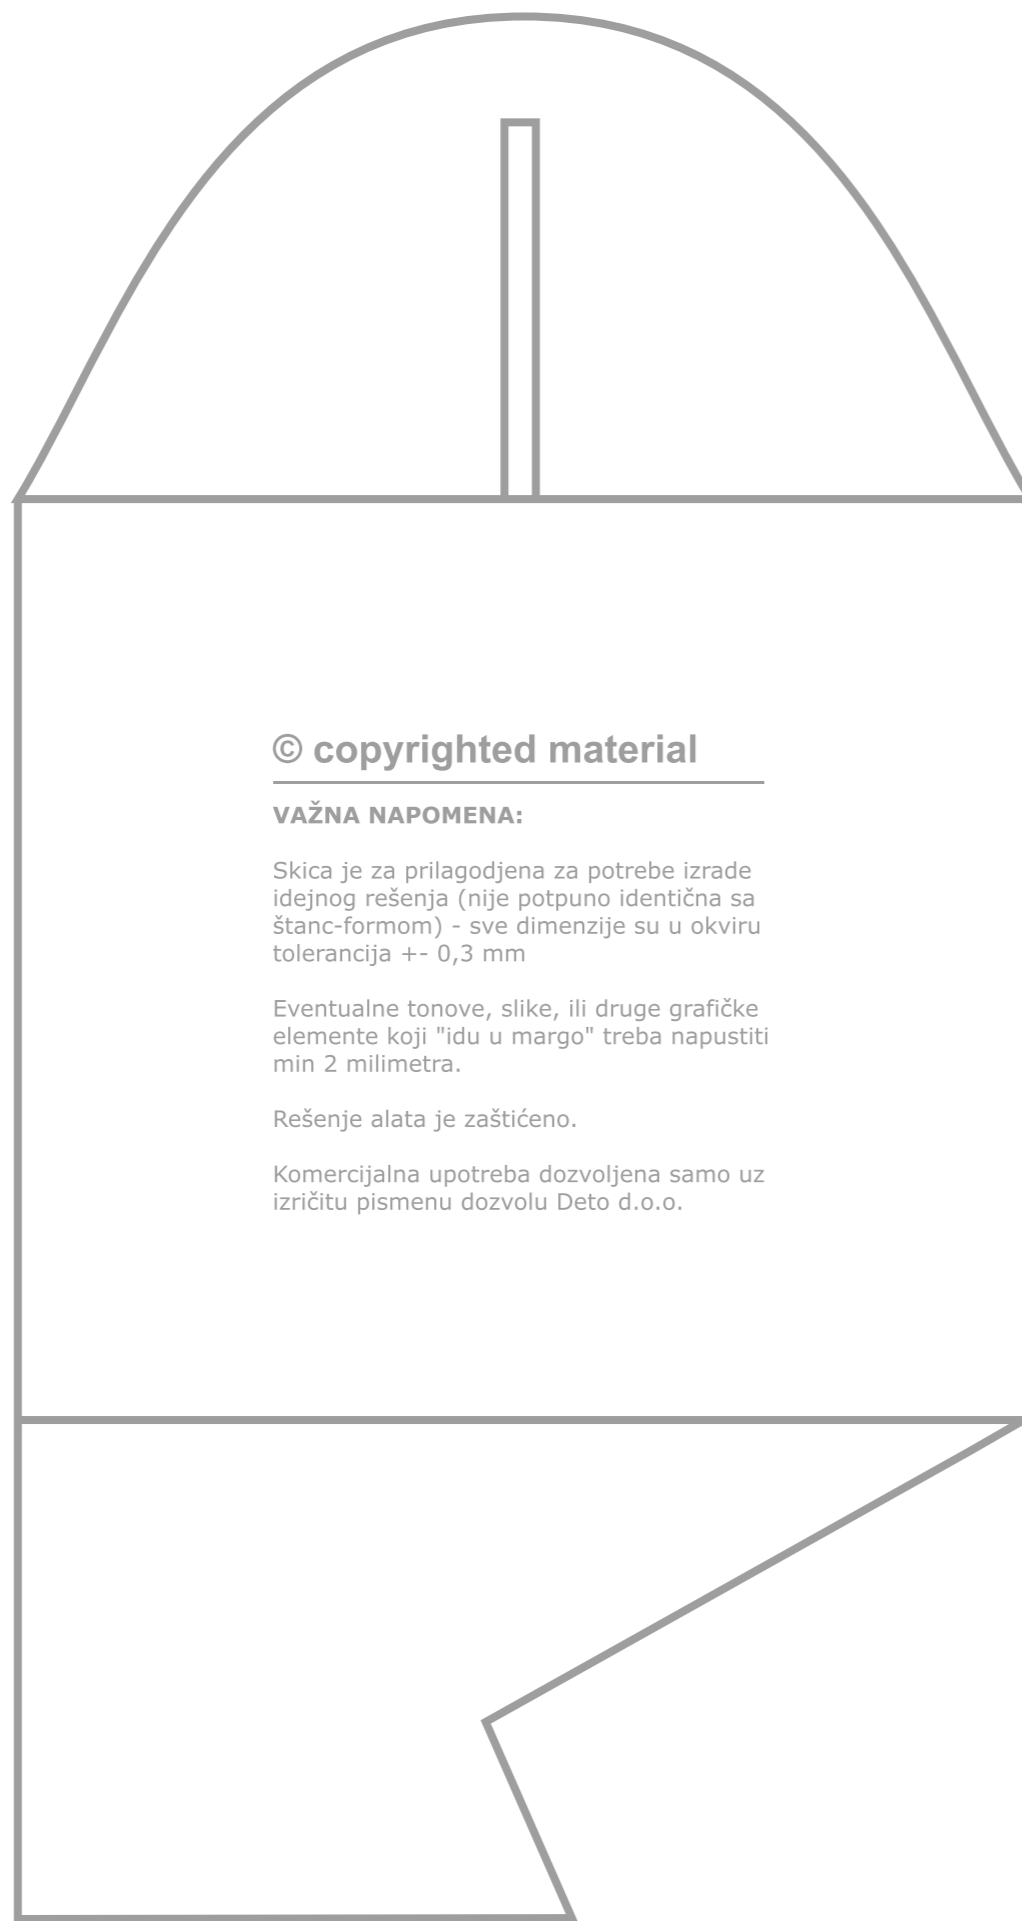 © copyrighted material
VAŽNA NAPOMENA:
Skica je za prilagodjena za potrebe izrade
idejnog rešenja (nije potpuno identična sa
štanc-formom) - sve dimenzije su u okviru
tolerancija +- 0,3 mm
Eventualne tonove, slike, ili druge grafičke
elemente koji "idu u margo" treba napustiti
min 2 milimetra.
Rešenje alata je zaštićeno.
Komercijalna upotreba dozvoljena samo uz
izričitu pismenu dozvolu Deto d.o.o.